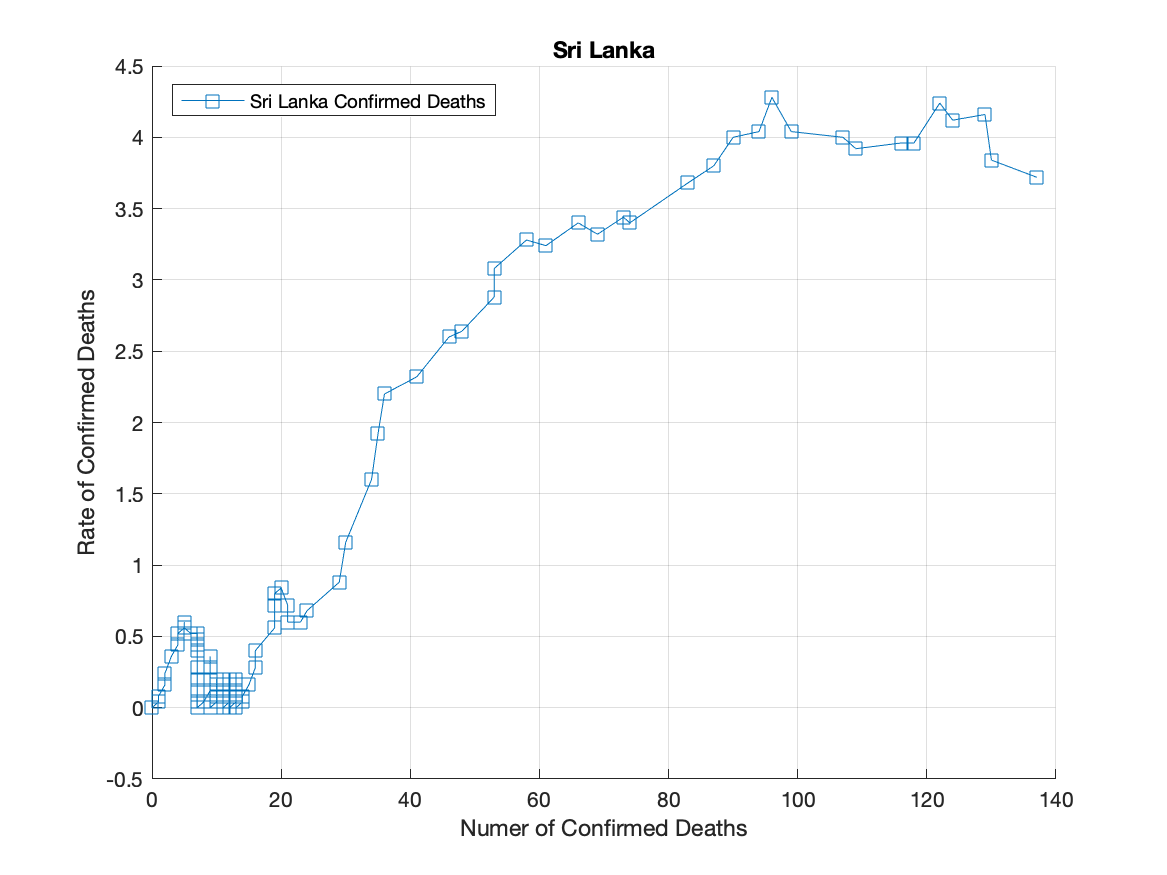 Sri Lanka
Sri Lanka Confirmed Deaths
4.5
4
3.5
3
2.5
2
1.5
1
0.5
0
-0.5
Rate of Confirmed Deaths
0 20 40 60 80 100 120 140
Numer of Confirmed Deaths